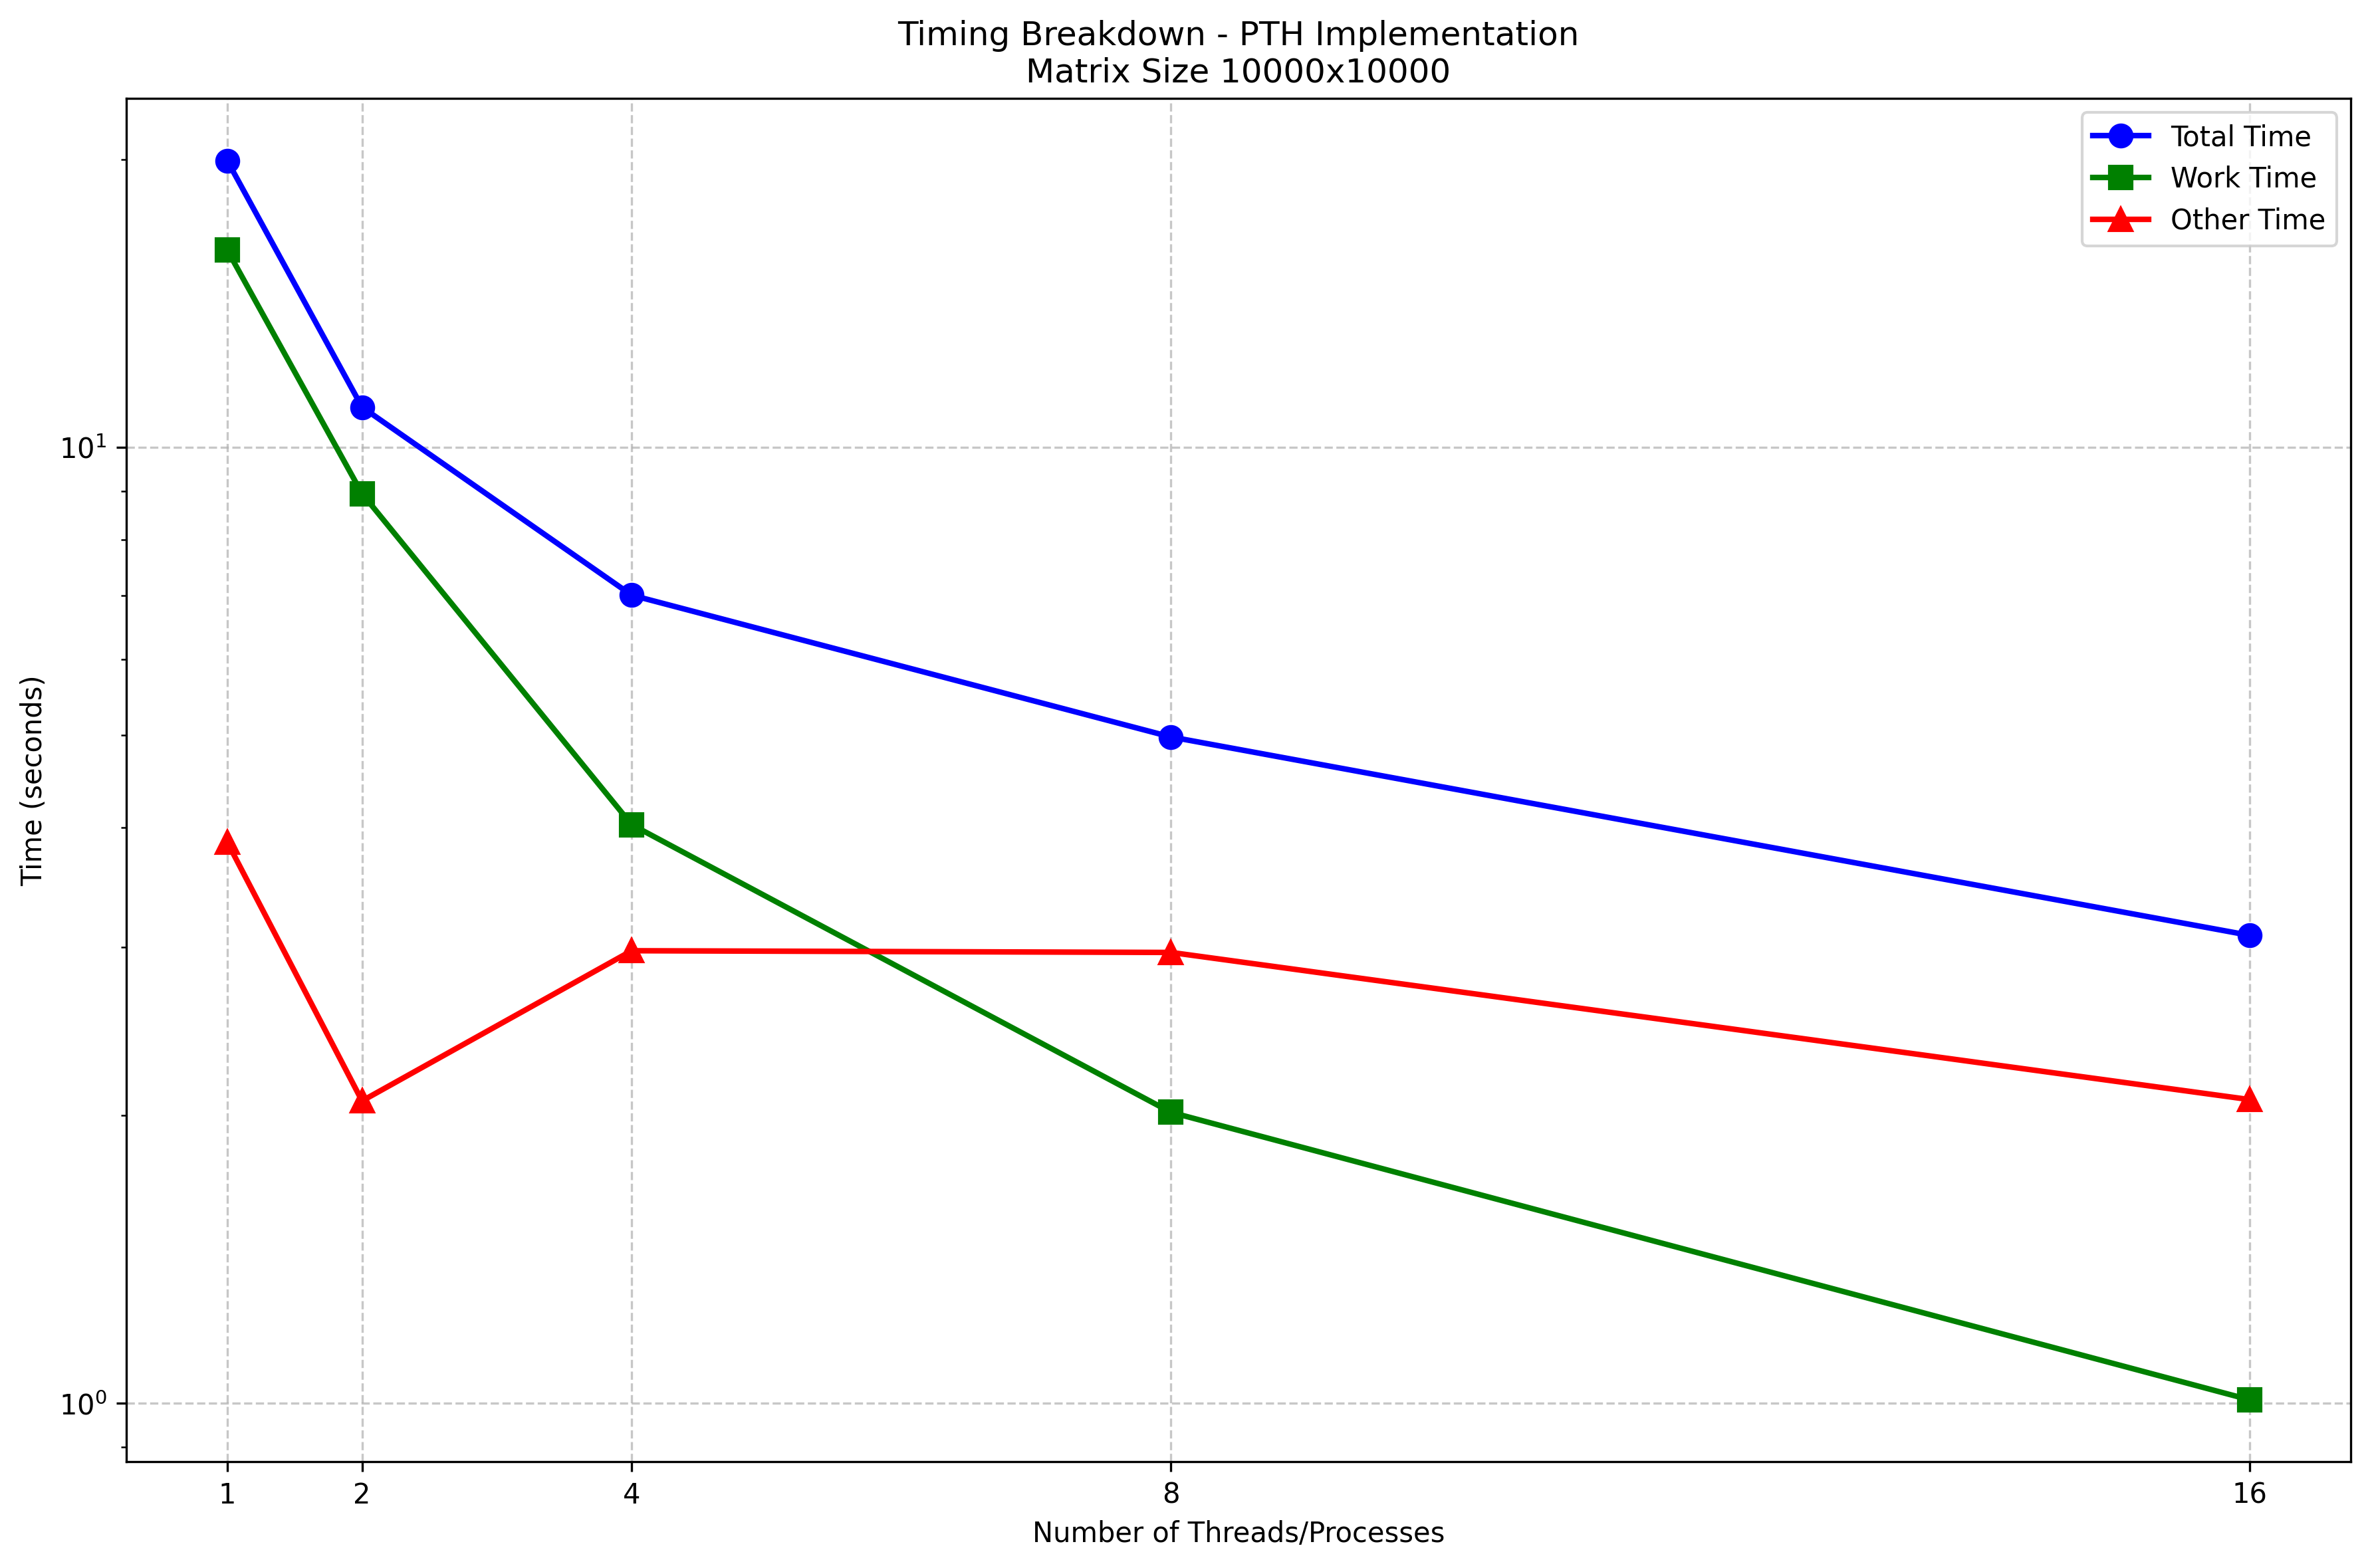 Timing Breakdown - PTH Implementation
Matrix Size 10000x10000
Total Time
Work Time
Other Time
Time (seconds)
10¹
10⁰
1 2 4 8 16
Number of Threads/Processes